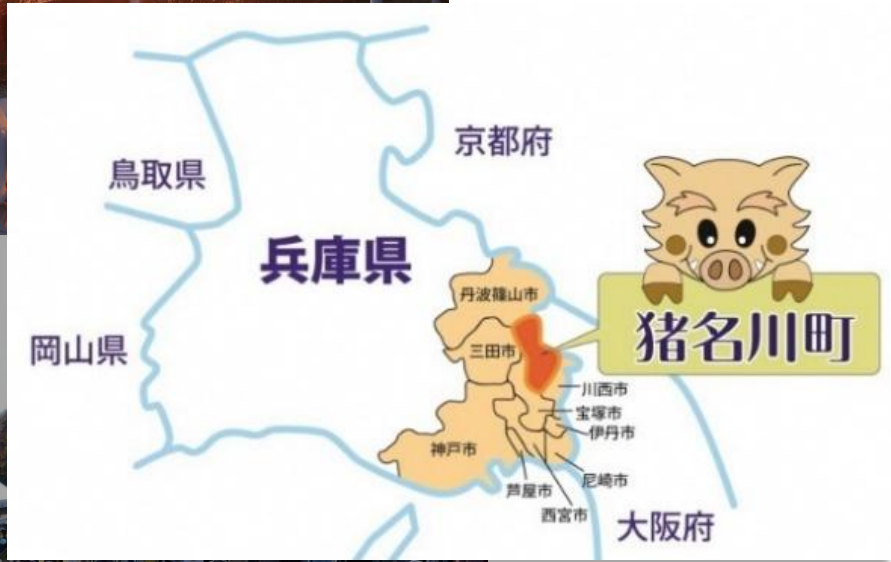 京都府
鳥取県
兵庫県
丹波篠山市
猪名川町
岡山県
三田市
川西市
宝塚市
伊丹市
神戸市
尼崎市
芦屋市
西宮市
大阪府